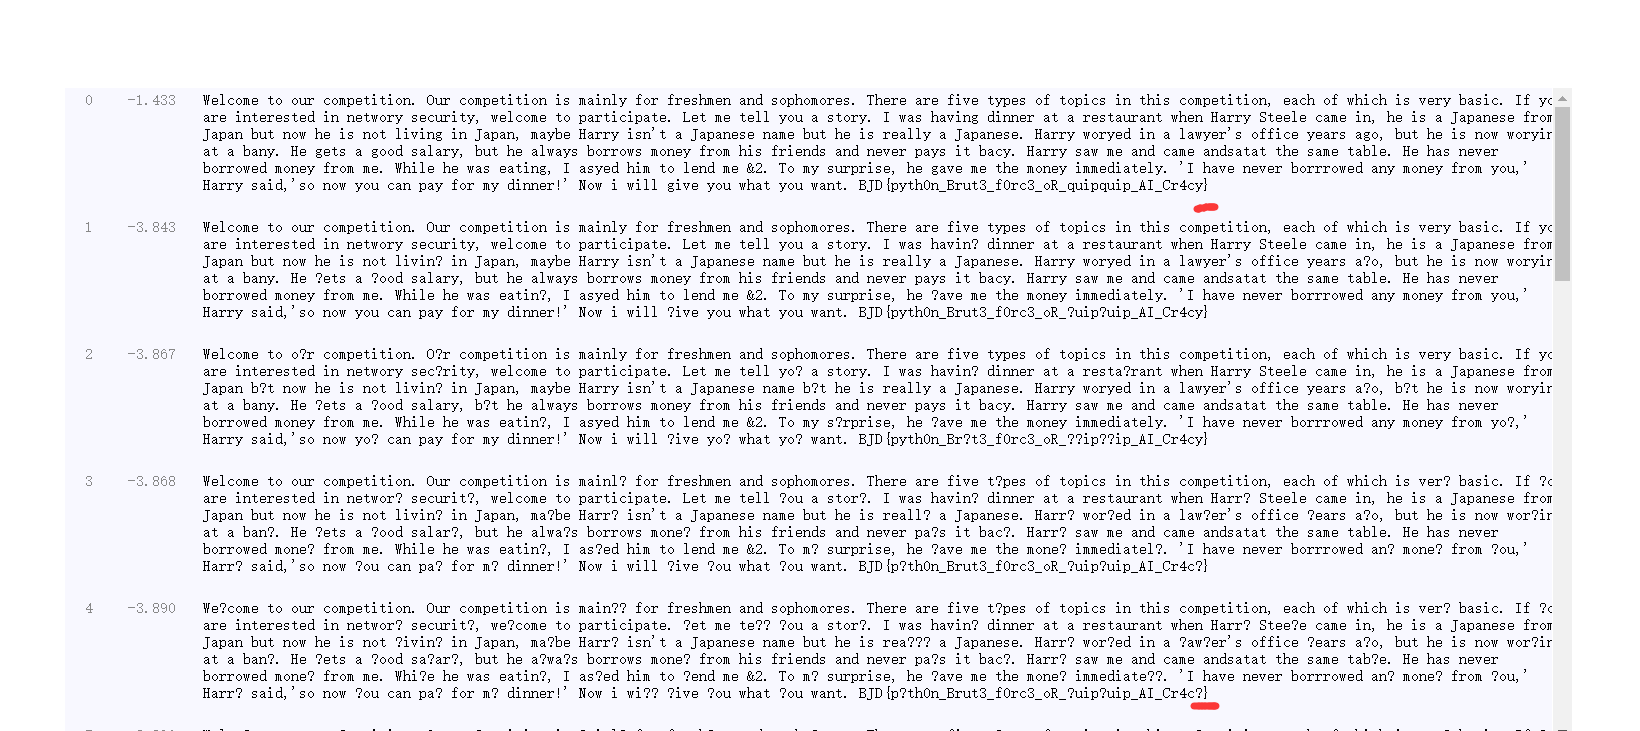 0 -1.433 Welcome to our competition. Our competition is mainly for freshmen and sophomores. There are five types of topics in this competition, each of which is very basic. If yo
are interested in networy security, welcome to participate. Let me tell you a story. I was having dinner at a restaurant when Harry Steele came in, he is a Japanese from
Japan but now he is not living in Japan, maybe Harry isn't a Japanese name but he is really a Japanese. Harry woryed in a lawyer's office years ago, but he is now woryin
at a bany. He gets a good salary, but he always borrows money from his friends and never pays it bacy. Harry saw me and came andsatat the same table. He has never
borrowed money from me. While he was eating, I asyed him to lend me &2. To my surprise, he gave me the money immediately. 'I have never borrrowed any money from you,'
Harry said,'so now you can pay for my dinner!' Now i will give you what you want. BJD{pyth0n_Brut3_f0rc3_oR_quipquip_AI_Cr4cy}
1 -3.843 Welcome to our competition. Our competition is mainly for freshmen and sophomores. There are five types of topics in this competition, each of which is very basic. If yo
are interested in networy security, welcome to participate. Let me tell you a story. I was havin? dinner at a restaurant when Harry Steele came in, he is a Japanese from
Japan but now he is not livin? in Japan, maybe Harry isn't a Japanese name but he is really a Japanese. Harry woryed in a lawyer's office years a?o, but he is now woryin
at a bany. He ?ets a ?ood salary, but he always borrows money from his friends and never pays it bacy. Harry saw me and came andsatat the same table. He has never
borrowed money from me. While he was eatin?, I asyed him to lend me &2. To my surprise, he ?ave me the money immediately. 'I have never borrrowed any money from you,'
Harry said,'so now you can pay for my dinner!' Now i will ?ive you what you want. BJD{pyth0n_Brut3_f0rc3_oR_?uip?uip_AI_Cr4cy}
2 -3.867 Welcome to o?r competition. O?r competition is mainly for freshmen and sophomores. There are five types of topics in this competition, each of which is very basic. If yo
are interested in networy sec?rity, welcome to participate. Let me tell yo? a story. I was havin? dinner at a resta?rant when Harry Steele came in, he is a Japanese from
Japan b?t now he is not livin? in Japan, maybe Harry isn't a Japanese name b?t he is really a Japanese. Harry woryed in a lawyer's office years a?o, b?t he is now woryin
at a bany. He ?ets a ?ood salary, b?t he always borrows money from his friends and never pays it bacy. Harry saw me and came andsatat the same table. He has never
borrowed money from me. While he was eatin?, I asyed him to lend me &2. To my s?rprise, he ?ave me the money immediately. 'I have never borrrowed any money from yo?,'
Harry said,'so now yo? can pay for my dinner!' Now i will ?ive yo? what yo? want. BJD{pyth0n_Br?t3_f0rc3_oR_??ip??ip_AI_Cr4cy}
3 -3.868 Welcome to our competition. Our competition is mainl? for freshmen and sophomores. There are five t?pes of topics in this competition, each of which is ver? basic. If ?o
are interested in networ? securit?, welcome to participate. Let me tell ?ou a stor?. I was havin? dinner at a restaurant when Harr? Steele came in, he is a Japanese from
Japan but now he is not livin? in Japan, ma?be Harr? isn't a Japanese name but he is reall? a Japanese. Harr? wor?ed in a law?er's office ?ears a?o, but he is now wor?in
at a ban?. He ?ets a ?ood salar?, but he alwa?s borrows mone? from his friends and never pa?s it bac?. Harr? saw me and came andsatat the same table. He has never
borrowed mone? from me. While he was eatin?, I as?ed him to lend me &2. To m? surprise, he ?ave me the mone? immediatel?. 'I have never borrrowed an? mone? from ?ou,'
Harr? said,'so now ?ou can pa? for m? dinner!' Now i will ?ive ?ou what ?ou want. BJD{p?th0n_Brut3_f0rc3_oR_?uip?uip_AI_Cr4c?}
4 -3.890 We?come to our competition. Our competition is main?? for freshmen and sophomores. There are five t?pes of topics in this competition, each of which is ver? basic. If ?o
are interested in networ? securit?, we?come to participate. ?et me te?? ?ou a stor?. I was havin? dinner at a restaurant when Harr? Stee?e came in, he is a Japanese from
Japan but now he is not ?ivin? in Japan, ma?be Harr? isn't a Japanese name but he is rea??? a Japanese. Harr? wor?ed in a ?aw?er's office ?ears a?o, but he is now wor?in
at a ban?. He ?ets a ?ood sa?ar?, but he a?wa?s borrows mone? from his friends and never pa?s it bac?. Harr? saw me and came andsatat the same tab?e. He has never
borrowed mone? from me. Whi?e he was eatin?, I as?ed him to ?end me &2. To m? surprise, he ?ave me the mone? immediate??. 'I have never borrrowed an? mone? from ?ou,'
Harr? said,'so now ?ou can pa? for m? dinner!' Now i wi?? ?ive ?ou what ?ou want. BJD{p?th0n_Brut3_f0rc3_oR_?uip?uip_AI_Cr4c?}